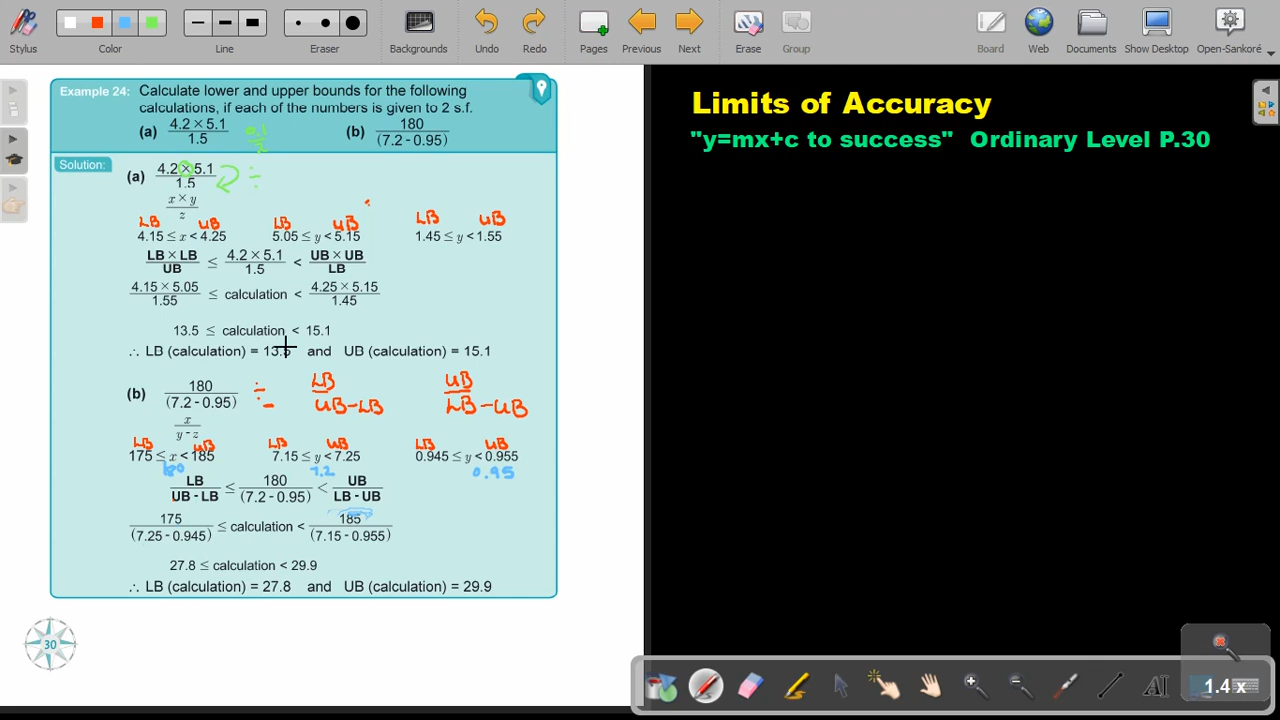 Stylus Color Line Eraser Backgrounds Undo Redo Pages Previous Next Erase Group Board Web Documents Show Desktop Open-Sankoré
Example 24: Calculate lower and upper bounds for the following
calculations, if each of the numbers is given to 2 s.f.
(a) 4.2 × 5.1 / 1.5 (b) 180 / (7.2 - 0.95)
Solution:
(a) 4.2 × 5.1 / 1.5 ÷
x × y / z
LB UB LB UB LB UB
4.15 ≤ x < 4.25 5.05 ≤ y < 5.15 1.45 ≤ y < 1.55
LB × LB / UB ≤ 4.2 × 5.1 / 1.5 < UB × UB / LB
4.15 × 5.05 / 1.55 ≤ calculation < 4.25 × 5.15 / 1.45
13.5 ≤ calculation < 15.1
∴ LB (calculation) = 13.5 and UB (calculation) = 15.1
(b) 180 / (7.2 - 0.95) ÷ - LB / UB - LB UB / LB - UB
x / y - z
LB UB LB UB LB UB
175 ≤ x < 185 7.15 ≤ y < 7.25 0.945 ≤ y < 0.955
180 7.2 0.95
LB / UB - LB ≤ 180 / (7.2 - 0.95) < UB / LB - UB
175 / (7.25 - 0.945) ≤ calculation < 185 / (7.15 - 0.955)
27.8 ≤ calculation < 29.9
∴ LB (calculation) = 27.8 and UB (calculation) = 29.9
30
Limits of Accuracy
"y=mx+c to success" Ordinary Level P.30
1.4 x